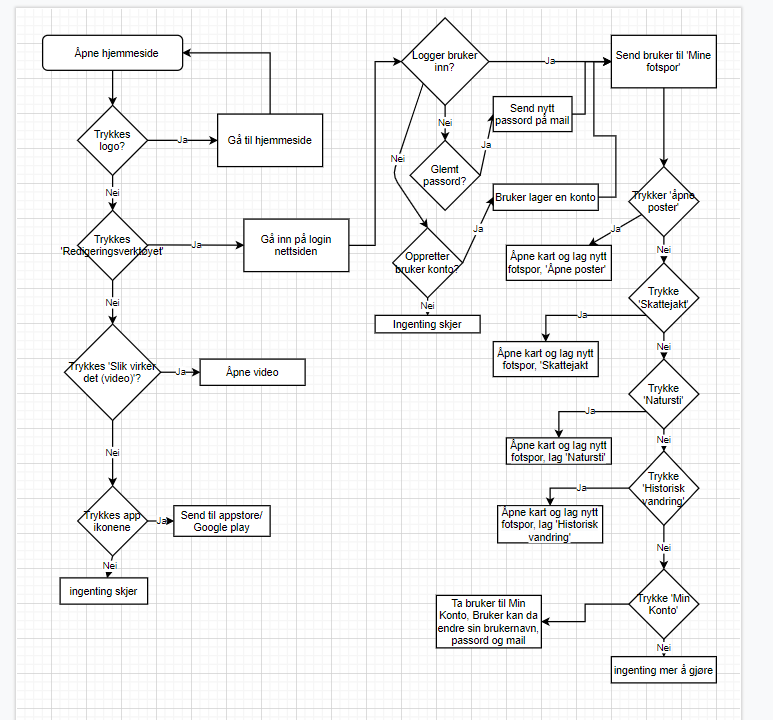 Åpne hjemmeside
Trykkes
logo?
Ja
Gå til hjemmeside
Nei
Trykkes
'Redigeringsverktøyet'
Ja
Gå inn på login
nettsiden
Nei
Trykkes 'Slik virker
det (video)'?
Ja
Åpne video
Nei
Trykkes app
ikonene
Ja
Send til appstore/
Google play
Nei
ingenting skjer
Logger bruker
inn?
Ja
Send bruker til 'Mine
fotspor'
Nei
Nei
Glemt
passord?
Ja
Send nytt
passord på mail
Oppretter
bruker konto?
Ja
Bruker lager en konto
Nei
Ingenting skjer
Trykker 'åpne
poster'
Ja
Åpne kart og lag nytt
fotspor, 'Åpne poster'
Nei
Trykke
'Skattejakt'
Ja
Åpne kart og lag nytt
fotspor, 'Skattejakt
Nei
Trykke
'Natursti'
Ja
Åpne kart og lag nytt
fotspor, lag 'Natursti'
Nei
Trykke
'Historisk
vandring'
Ja
Åpne kart og lag nytt
fotspor, lag 'Historisk
vandring'
Nei
Trykke 'Min
Konto'
Ta bruker til Min
Konto, Bruker kan da
endre sin brukernavn,
passord og mail
Nei
ingenting mer å gjøre